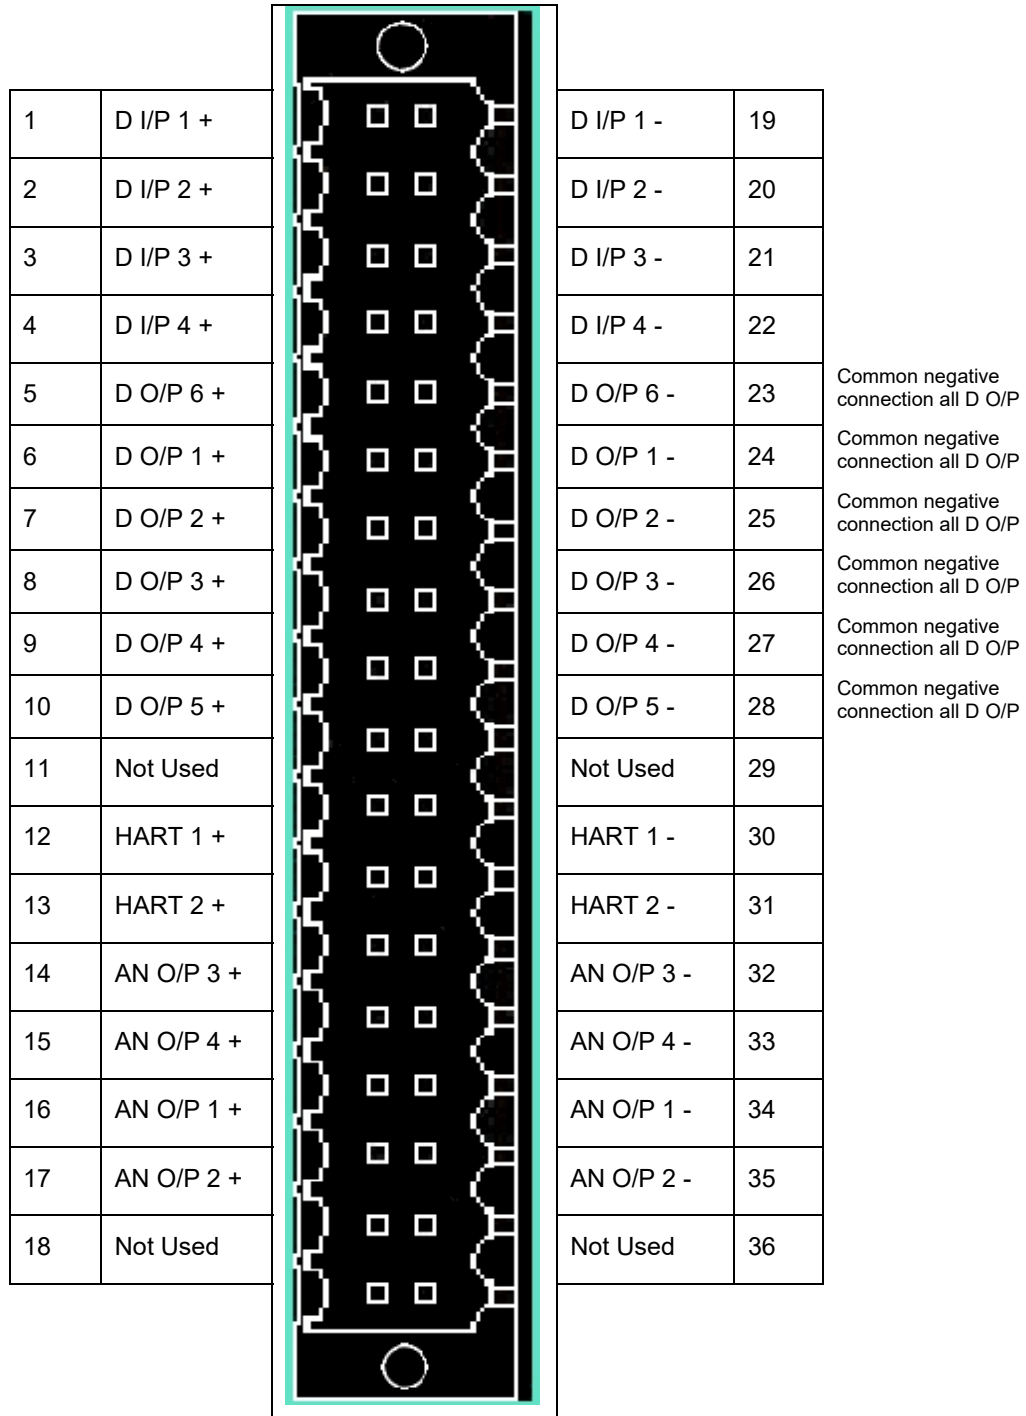 1 D I/P 1 + D I/P 1 - 19
2 D I/P 2 + D I/P 2 - 20
3 D I/P 3 + D I/P 3 - 21
4 D I/P 4 + D I/P 4 - 22
5 D O/P 6 + D O/P 6 - 23 Common negative
connection all D O/P
6 D O/P 1 + D O/P 1 - 24 Common negative
connection all D O/P
7 D O/P 2 + D O/P 2 - 25 Common negative
connection all D O/P
8 D O/P 3 + D O/P 3 - 26 Common negative
connection all D O/P
9 D O/P 4 + D O/P 4 - 27 Common negative
connection all D O/P
10 D O/P 5 + D O/P 5 - 28 Common negative
connection all D O/P
11 Not Used Not Used 29
12 HART 1 + HART 1 - 30
13 HART 2 + HART 2 - 31
14 AN O/P 3 + AN O/P 3 - 32
15 AN O/P 4 + AN O/P 4 - 33
16 AN O/P 1 + AN O/P 1 - 34
17 AN O/P 2 + AN O/P 2 - 35
18 Not Used Not Used 36